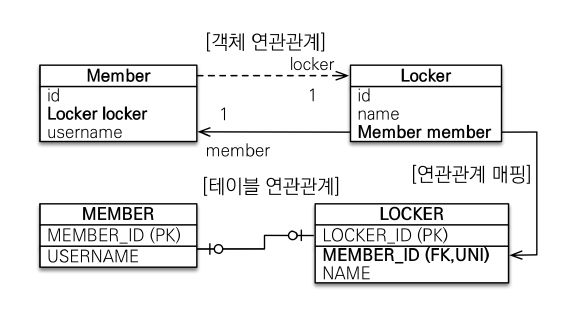 [객체 연관관계]
Member
locker
Locker
id
Locker locker
username
1
1
id
name
Member member
member
[연관관계 매핑]
[테이블 연관관계]
MEMBER
MEMBER_ID (PK)
USERNAME
LOCKER
LOCKER_ID (PK)
MEMBER_ID (FK,UNI)
NAME